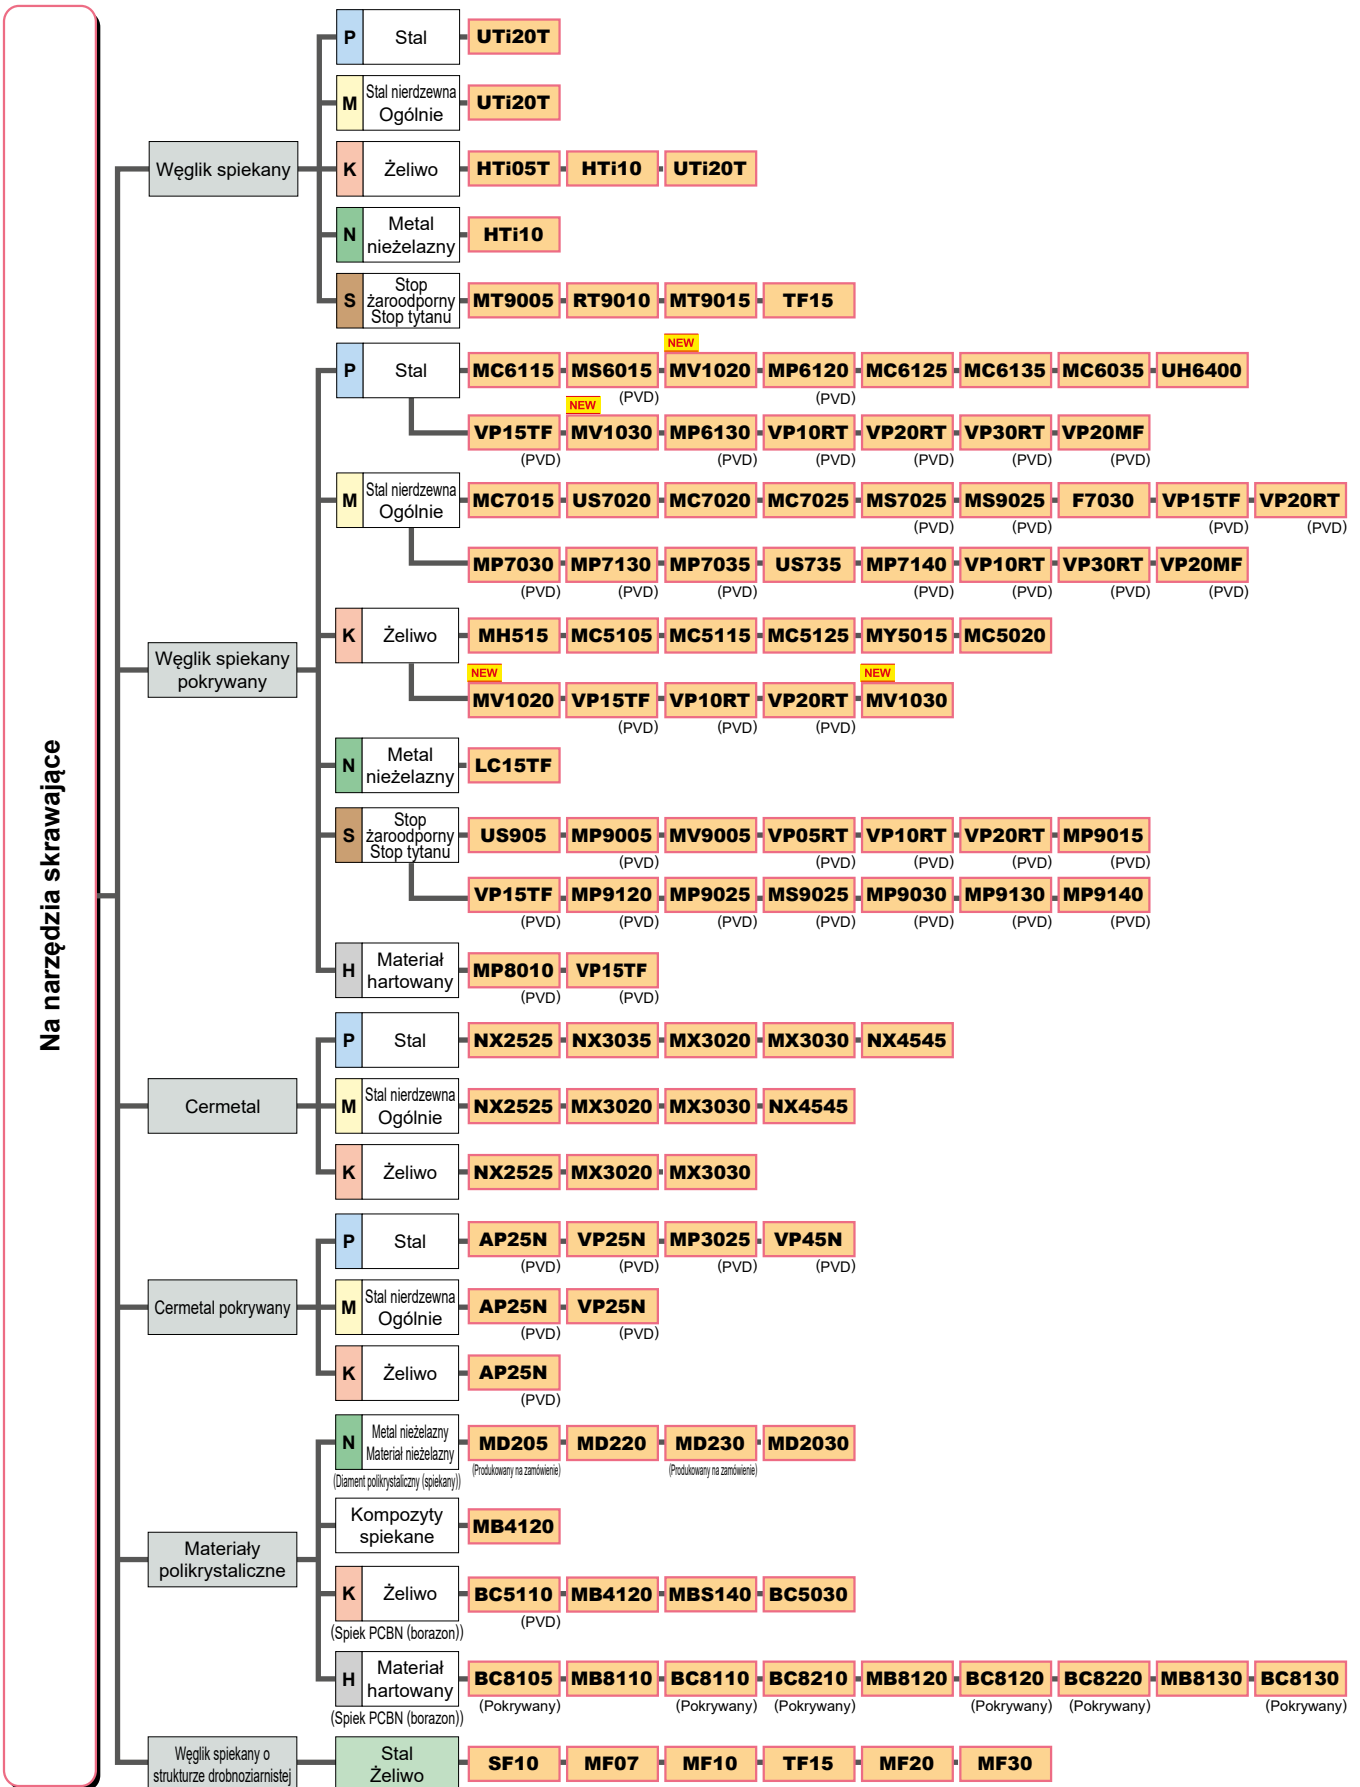 Na narzędzia skrawające
Węglik spiekany
P Stal UTi20T
M Stal nierdzewna
Ogólnie UTi20T
K Żeliwo HTi05T HTi10 UTi20T
N Metal
nieżelazny HTi10
S Stop
żaroodporny
Stop tytanu MT9005 RT9010 MT9015 TF15
Węglik spiekany
pokrywany
NEW
P Stal MC6115 MS6015 MV1020 MP6120 MC6125 MC6135 MC6035 UH6400
(PVD) (PVD)
NEW
VP15TF MV1030 MP6130 VP10RT VP20RT VP30RT VP20MF
(PVD) (PVD) (PVD) (PVD) (PVD) (PVD)
M Stal nierdzewna
Ogólnie MC7015 US7020 MC7020 MC7025 MS7025 MS9025 F7030 VP15TF VP20RT
(PVD) (PVD) (PVD) (PVD)
MP7030 MP7130 MP7035 US735 MP7140 VP10RT VP30RT VP20MF
(PVD) (PVD) (PVD) (PVD) (PVD) (PVD) (PVD)
K Żeliwo MH515 MC5105 MC5115 MC5125 MY5015 MC5020
NEW NEW
MV1020 VP15TF VP10RT VP20RT MV1030
(PVD) (PVD) (PVD)
N Metal
nieżelazny LC15TF
S Stop
żaroodporny
Stop tytanu US905 MP9005 MV9005 VP05RT VP10RT VP20RT MP9015
(PVD) (PVD) (PVD) (PVD) (PVD)
VP15TF MP9120 MP9025 MS9025 MP9030 MP9130 MP9140
(PVD) (PVD) (PVD) (PVD) (PVD) (PVD) (PVD)
H Materiał
hartowany MP8010 VP15TF
(PVD) (PVD)
Cermetal
P Stal NX2525 NX3035 MX3020 MX3030 NX4545
M Stal nierdzewna
Ogólnie NX2525 MX3020 MX3030 NX4545
K Żeliwo NX2525 MX3020 MX3030
Cermetal pokrywany
P Stal AP25N VP25N MP3025 VP45N
(PVD) (PVD) (PVD) (PVD)
M Stal nierdzewna
Ogólnie AP25N VP25N
(PVD) (PVD)
K Żeliwo AP25N
(PVD)
Materiały
polikrystaliczne
N Metal nieżelazny
Materiał nieżelazny MD205 MD220 MD230 MD2030
(Produkowany na zamówienie) (Produkowany na zamówienie)
(Diament polikrystaliczny (spiekany))
Kompozyty
spiekane MB4120
K Żeliwo BC5110 MB4120 MBS140 BC5030
(PVD)
(Spiek PCBN (borazon))
H Materiał
hartowany BC8105 MB8110 BC8110 BC8210 MB8120 BC8120 BC8220 MB8130 BC8130
(Pokrywany) (Pokrywany) (Pokrywany) (Pokrywany) (Pokrywany) (Pokrywany)
(Spiek PCBN (borazon))
Węglik spiekany o
strukturze drobnoziarnistej
Stal
Żeliwo SF10 MF07 MF10 TF15 MF20 MF30